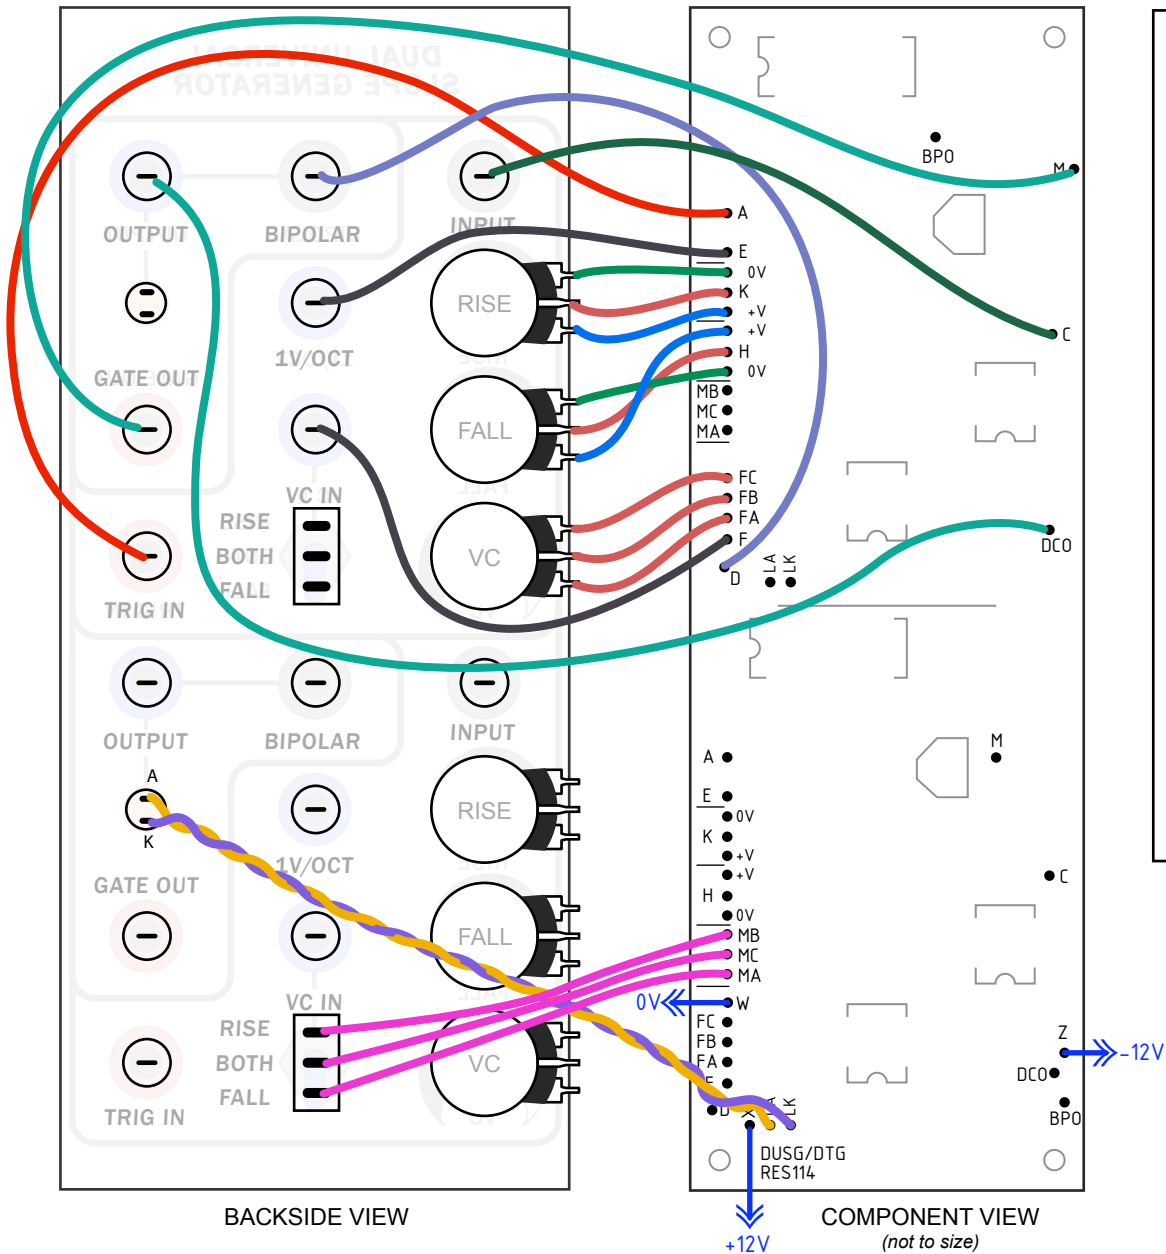 DUAL UNIVERSAL
SLOPE GENERATOR
OUTPUT
BIPOLAR
INPUT
RISE
1V/OCT
GATE OUT
FALL
VC IN
RISE
BOTH
FALL
VC
TRIG IN
OUTPUT
BIPOLAR
INPUT
A
K
RISE
1V/OCT
GATE OUT
FALL
VC IN
RISE
BOTH
FALL
VC
TRIG IN
BACKSIDE VIEW
BPO
M
A
E
0V
K
+V
+V
H
0V
MB
MC
MA
C
FC
FB
FA
F
D
LA
LK
DCO
A
M
E
0V
K
+V
+V
H
0V
C
MB
MC
MA
0V
W
FC
FB
FA
F
D
X
LA
LK
Z
-12V
DCO
BPO
DUSG/DTG
RES114
+12V
COMPONENT VIEW
(not to size)